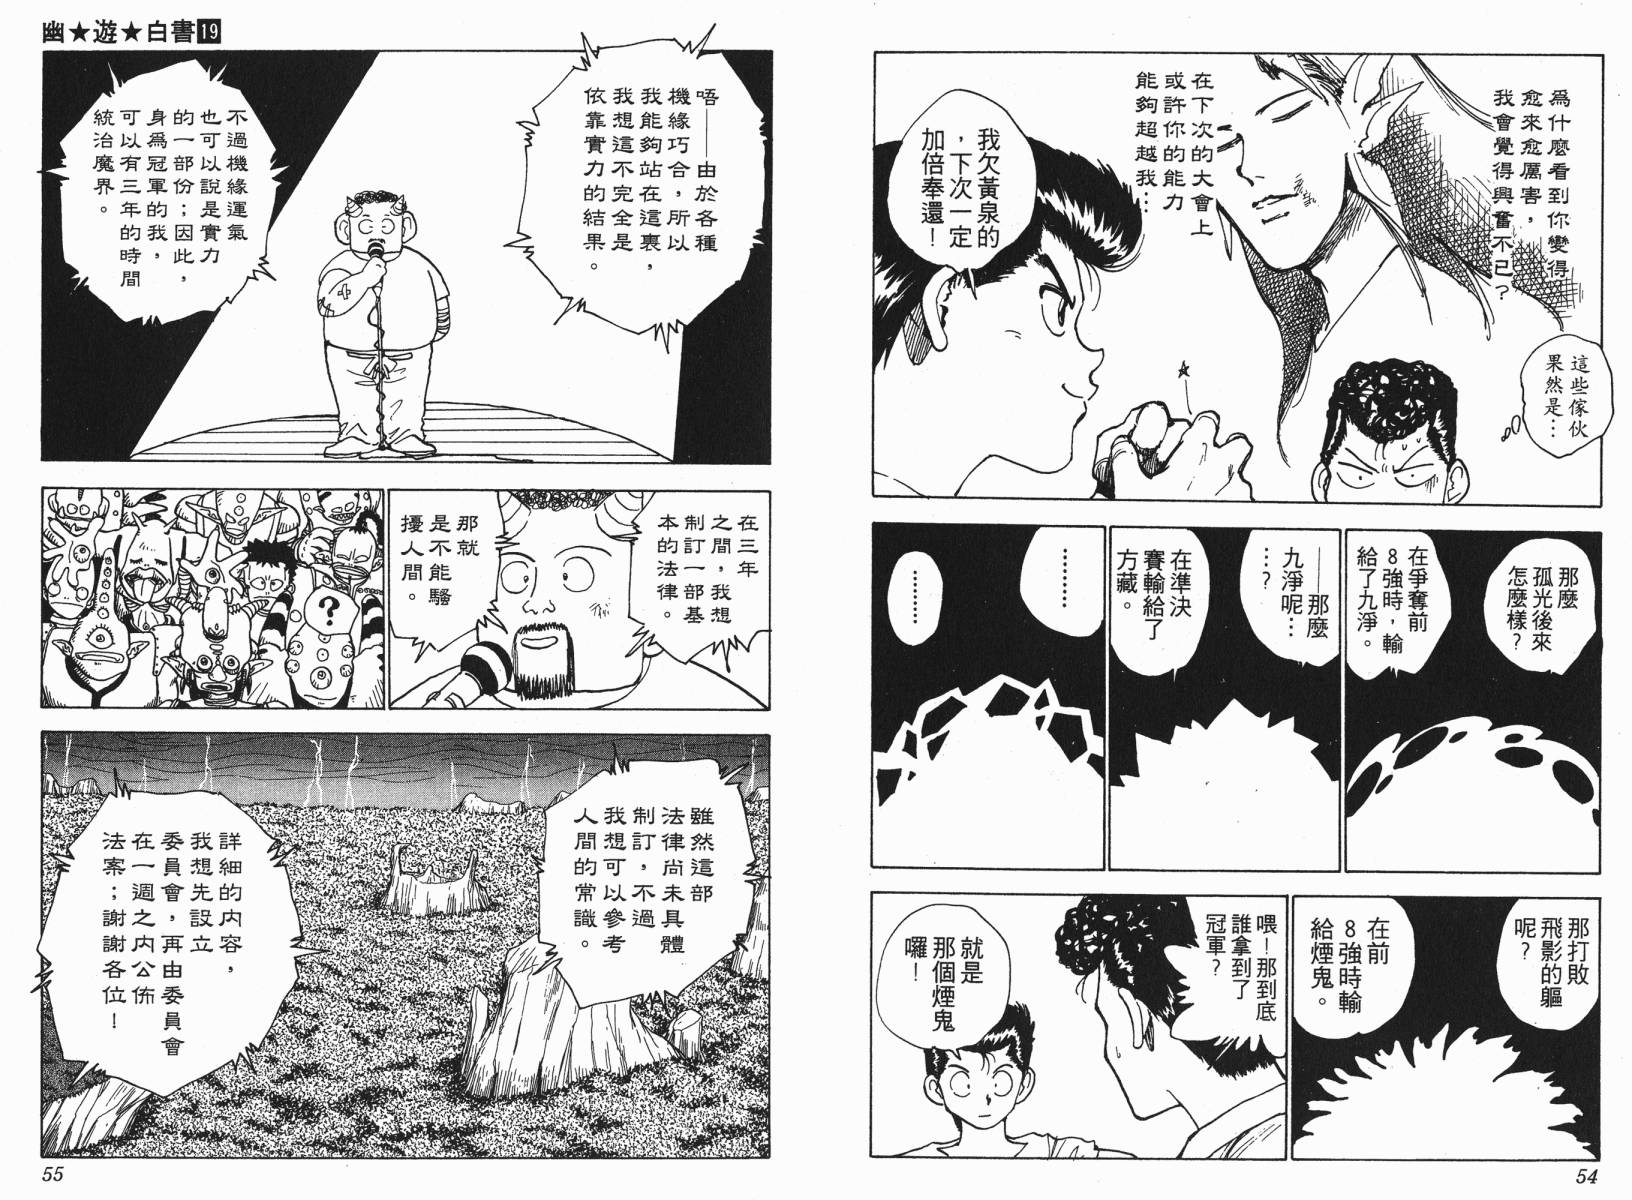 幽★遊★白書19
為什麼看到你變得
愈來愈厲害，
我會覺得興奮不已？
在下次的大會上
或許你的能力
能夠超越我…
我欠黃泉的
，下次一定
加倍奉還！
這些傢伙
果然是…
那麼
孤光後來
怎麼樣？
在爭奪前
8強時，輸
給了九淨。
——那麼
九淨呢…
…？
在準決
賽輸給了
方藏。
…………
…………
那打敗
飛影的軀
呢？
在前
8強時輸
給煙鬼。
喂！那到底
誰拿到了
冠軍？
就是
那個煙鬼
囉！
54
唔——由於各種
機緣巧合，所以
我能夠站在這裏，
我想這不完全是
依靠實力的結果。
不過機緣運氣
也可以說是實力
的一部份；因此，
身為冠軍的我，
可以有三年的時間
統治魔界。
在三年
之間，我想
制訂一部基
本的法律。
那就
是不能騷
擾人間。
？
雖然這部
法律尚未具體
制訂，不過
我想可以參考
人間的常識。
詳細的內容，
我想先設立
委員會，再由委員會
在一週之內公佈
法案；謝謝各位！
55